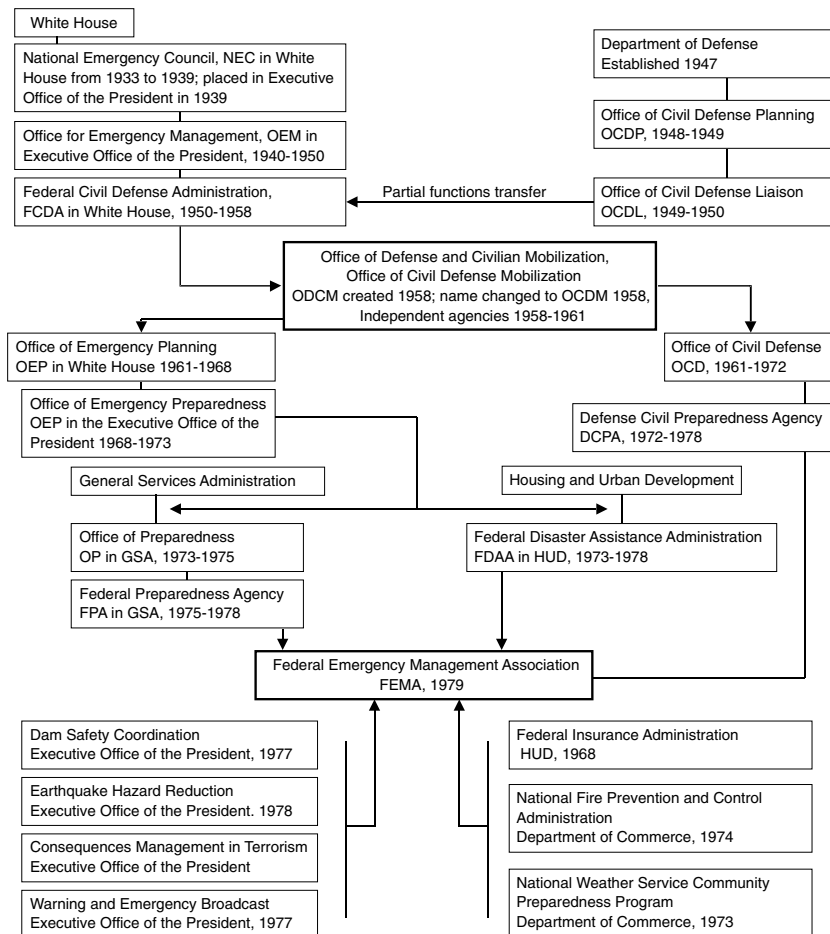 White House
National Emergency Council, NEC in White
House from 1933 to 1939; placed in Executive
Office of the President in 1939
Office for Emergency Management, OEM in
Executive Office of the President, 1940-1950
Federal Civil Defense Administration,
FCDA in White House, 1950-1958
Department of Defense
Established 1947
Office of Civil Defense Planning
OCDP, 1948-1949
Office of Civil Defense Liaison
OCDL, 1949-1950
Partial functions transfer
Office of Defense and Civilian Mobilization,
Office of Civil Defense Mobilization
ODCM created 1958; name changed to OCDM 1958,
Independent agencies 1958-1961
Office of Emergency Planning
OEP in White House 1961-1968
Office of Emergency Preparedness
OEP in the Executive Office of the
President 1968-1973
Office of Civil Defense
OCD, 1961-1972
Defense Civil Preparedness Agency
DCPA, 1972-1978
General Services Administration
Housing and Urban Development
Office of Preparedness
OP in GSA, 1973-1975
Federal Preparedness Agency
FPA in GSA, 1975-1978
Federal Disaster Assistance Administration
FDAA in HUD, 1973-1978
Federal Emergency Management Association
FEMA, 1979
Dam Safety Coordination
Executive Office of the President, 1977
Earthquake Hazard Reduction
Executive Office of the President. 1978
Consequences Management in Terrorism
Executive Office of the President
Warning and Emergency Broadcast
Executive Office of the President, 1977
Federal Insurance Administration
HUD, 1968
National Fire Prevention and Control
Administration
Department of Commerce, 1974
National Weather Service Community
Preparedness Program
Department of Commerce, 1973